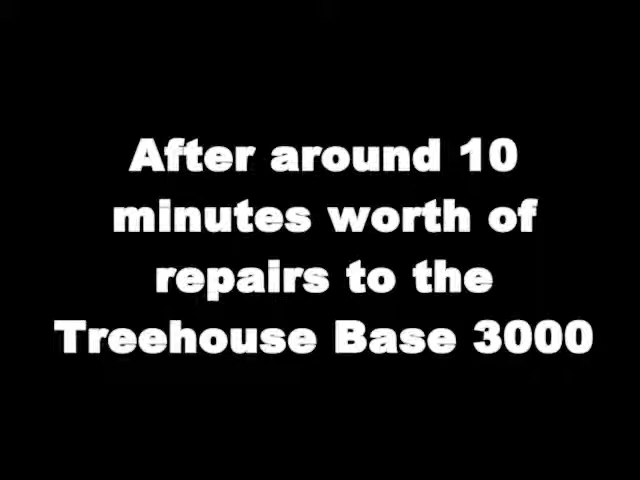 After around 10
minutes worth of
repairs to the
Treehouse Base 3000